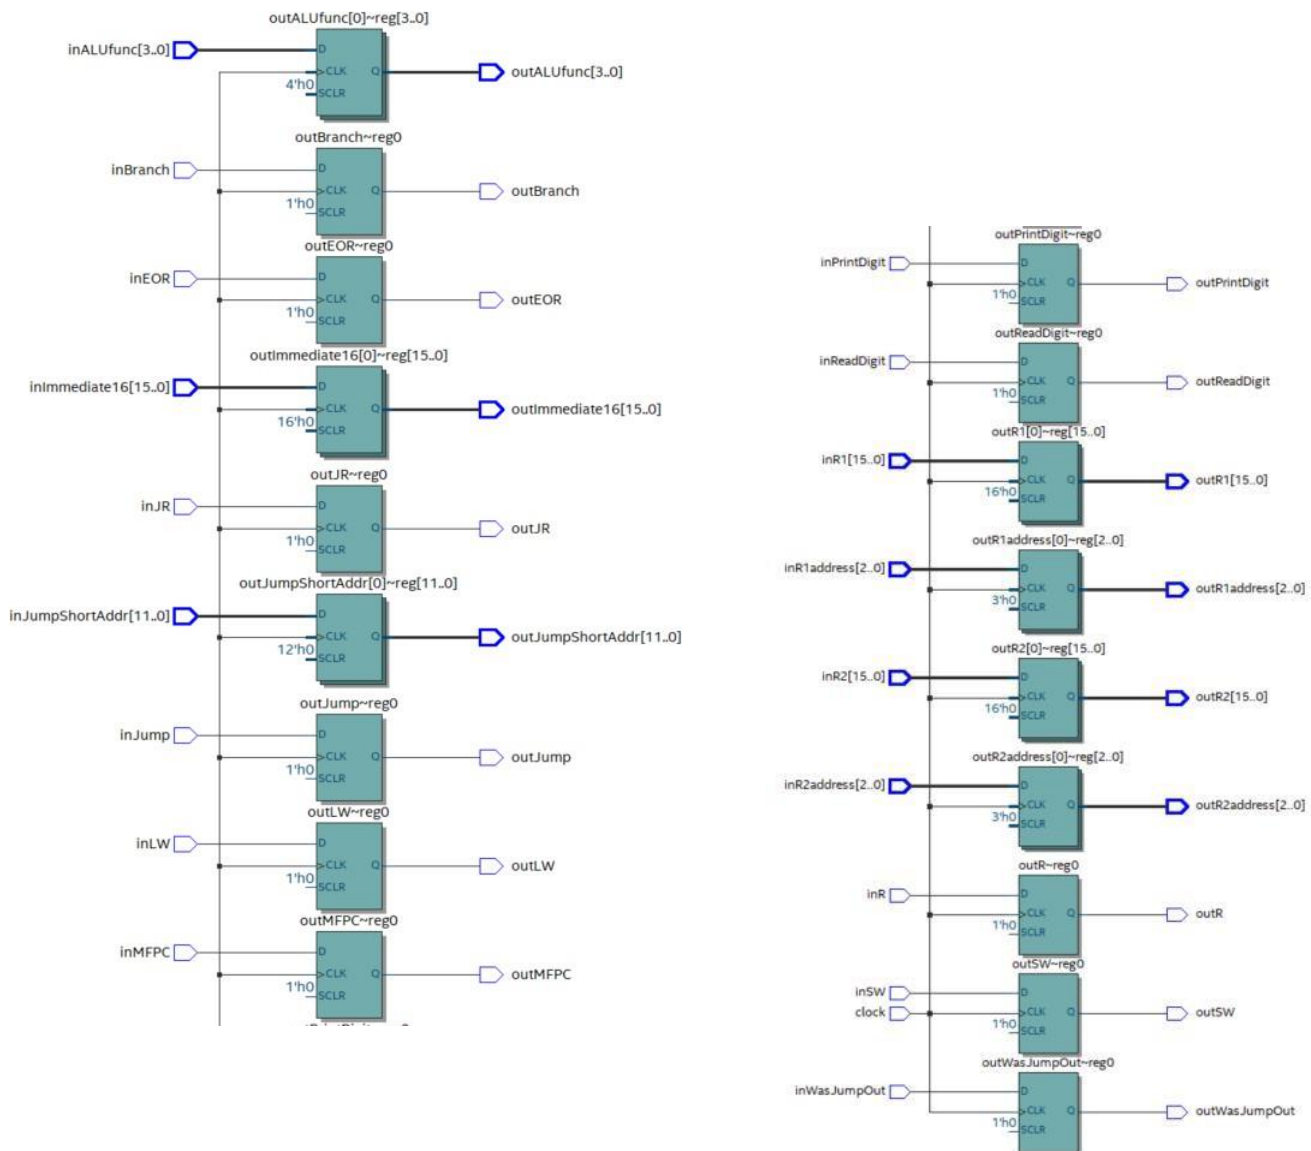 outALUfunc[0]~reg[3..0]
inALUfunc[3..0]
D
CLK
Q
outALUfunc[3..0]
4'h0
SCLR
outBranch~reg0
inBranch
D
CLK
Q
outBranch
1'h0
SCLR
outEOR~reg0
inEOR
D
CLK
Q
outEOR
1'h0
SCLR
outImmediate16[0]~reg[15..0]
inImmediate16[15..0]
D
CLK
Q
outImmediate16[15..0]
16'h0
SCLR
outJR~reg0
inJR
D
CLK
Q
outJR
1'h0
SCLR
outJumpShortAddr[0]~reg[11..0]
inJumpShortAddr[11..0]
D
CLK
Q
outJumpShortAddr[11..0]
12'h0
SCLR
outJump~reg0
inJump
D
CLK
Q
outJump
1'h0
SCLR
outLW~reg0
inLW
D
CLK
Q
outLW
1'h0
SCLR
outMFPC~reg0
inMFPC
D
CLK
Q
outMFPC
1'h0
SCLR
outPrintDigit~reg0
inPrintDigit
D
CLK
Q
outPrintDigit
1'h0
SCLR
outReadDigit~reg0
inReadDigit
D
CLK
Q
outReadDigit
1'h0
SCLR
outR1[0]~reg[15..0]
inR1[15..0]
D
CLK
Q
outR1[15..0]
16'h0
SCLR
outR1address[0]~reg[2..0]
inR1address[2..0]
D
CLK
Q
outR1address[2..0]
3'h0
SCLR
outR2[0]~reg[15..0]
inR2[15..0]
D
CLK
Q
outR2[15..0]
16'h0
SCLR
outR2address[0]~reg[2..0]
inR2address[2..0]
D
CLK
Q
outR2address[2..0]
3'h0
SCLR
outR~reg0
inR
D
CLK
Q
outR
1'h0
SCLR
outSW~reg0
inSW
D
clock
CLK
Q
outSW
1'h0
SCLR
outWasJumpOut~reg0
inWasJumpOut
D
CLK
Q
outWasJumpOut
1'h0
SCLR